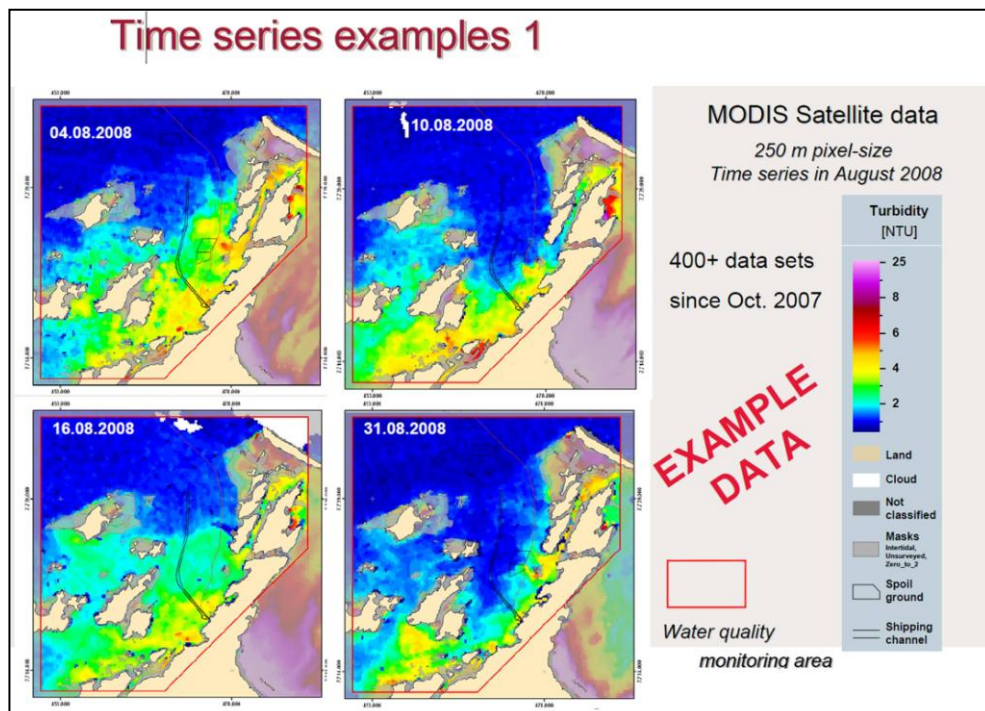 Time series examples 1
04.08.2008
10.08.2008
16.08.2008
31.08.2008
MODIS Satellite data
250 m pixel-size
Time series in August 2008
400+ data sets
since Oct. 2007
EXAMPLE
DATA
Water quality
monitoring area
Turbidity
[NTU]
25
8
6
4
2
Land
Cloud
Not
classified
Masks
Intertidal,
Unsurveyed,
Zero_to_2
Spoil
ground
Shipping
channel